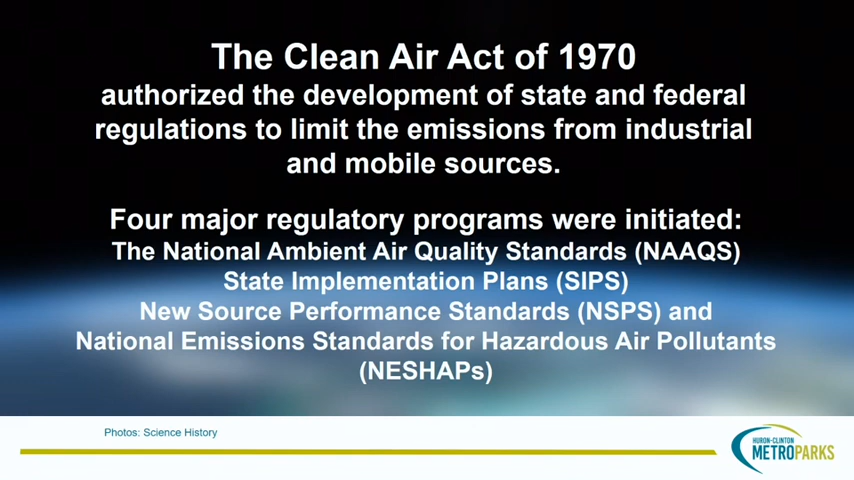 The Clean Air Act of 1970
authorized the development of state and federal
regulations to limit the emissions from industrial
and mobile sources.
Four major regulatory programs were initiated:
The National Ambient Air Quality Standards (NAAQS)
State Implementation Plans (SIPS)
New Source Performance Standards (NSPS) and
National Emissions Standards for Hazardous Air Pollutants
(NESHAPs)
Photos: Science History
HURON-CLINTON
METROPARKS